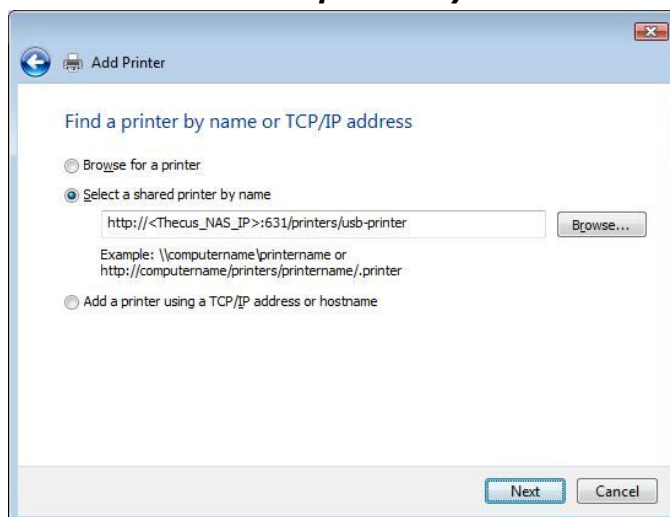 Add Printer
Find a printer by name or TCP/IP address
Browse for a printer
Select a shared printer by name
http://<Thecus_NAS_IP>:631/printers/usb-printer
Browse...
Example: \\computername\printername or
http://computername/printers/printername/.printer
Add a printer using a TCP/IP address or hostname
Next
Cancel